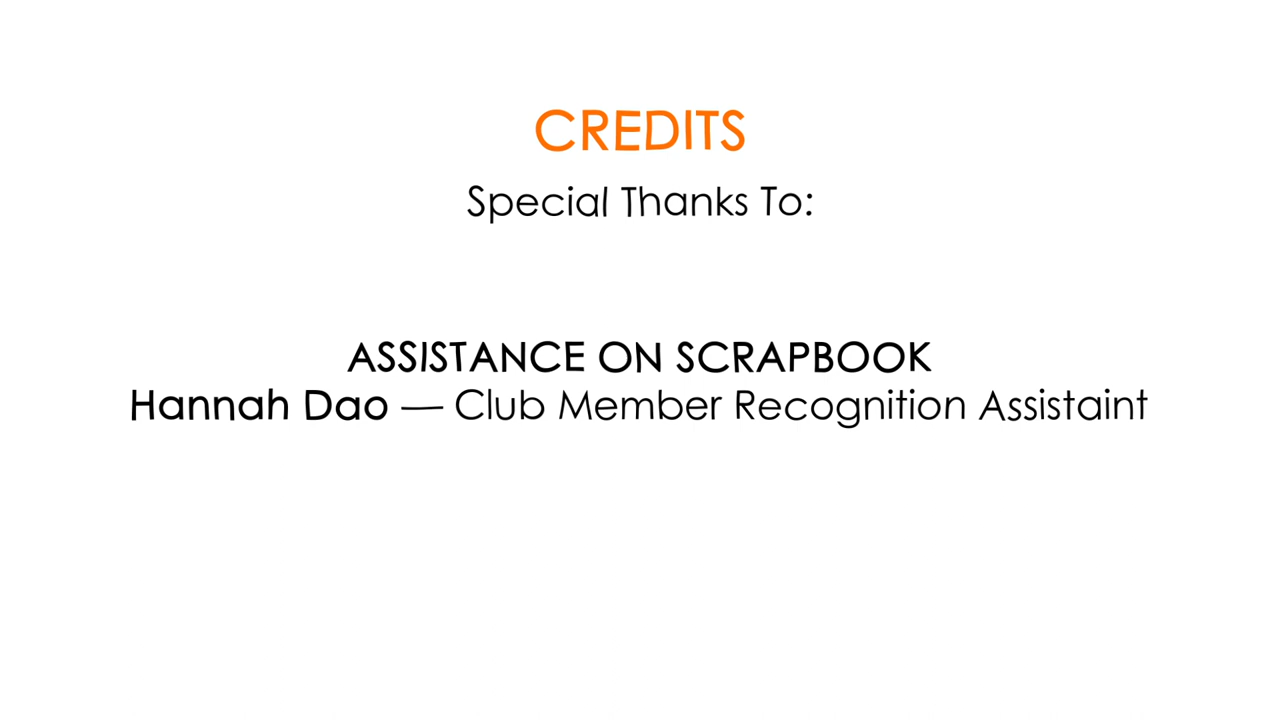 CREDITS
Special Thanks To:
ASSISTANCE ON SCRAPBOOK
Hannah Dao — Club Member Recognition Assistaint